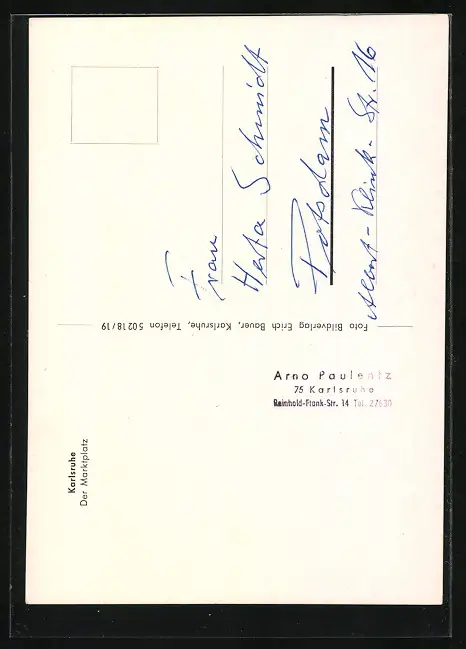 Frau
Herta Schmidt
Potsdam
Albert-Klink-Str. 16
Foto Bildverlag Erich Bauer, Karlsruhe, Telefon 50218/19
Arno Paulentz
75 Karlsruhe
Reinhold-Frank-Str. 14 Tel. 27630
Karlsruhe
Der Marktplatz